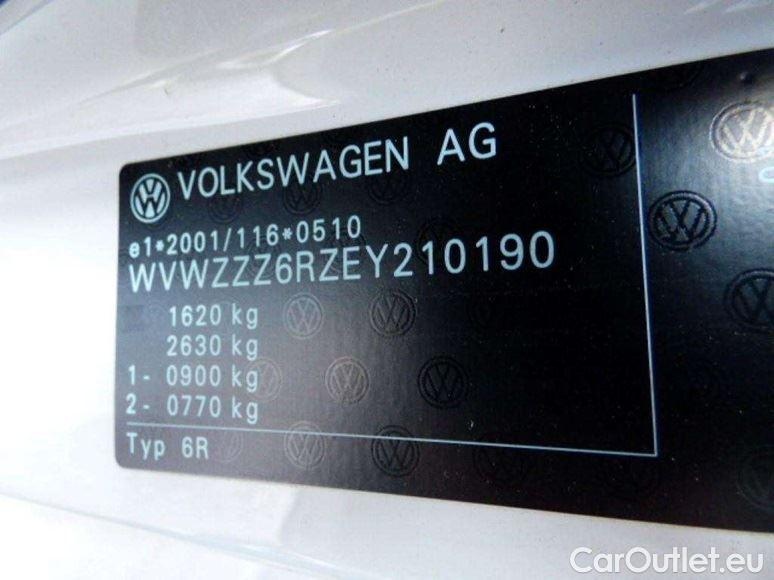 VOLKSWAGEN AG
e1*2001/116*0510
WVWZZZ6RZEY210190
1620 kg
2630 kg
1- 0900 kg
2- 0770 kg
Typ 6R
CarOutlet.eu